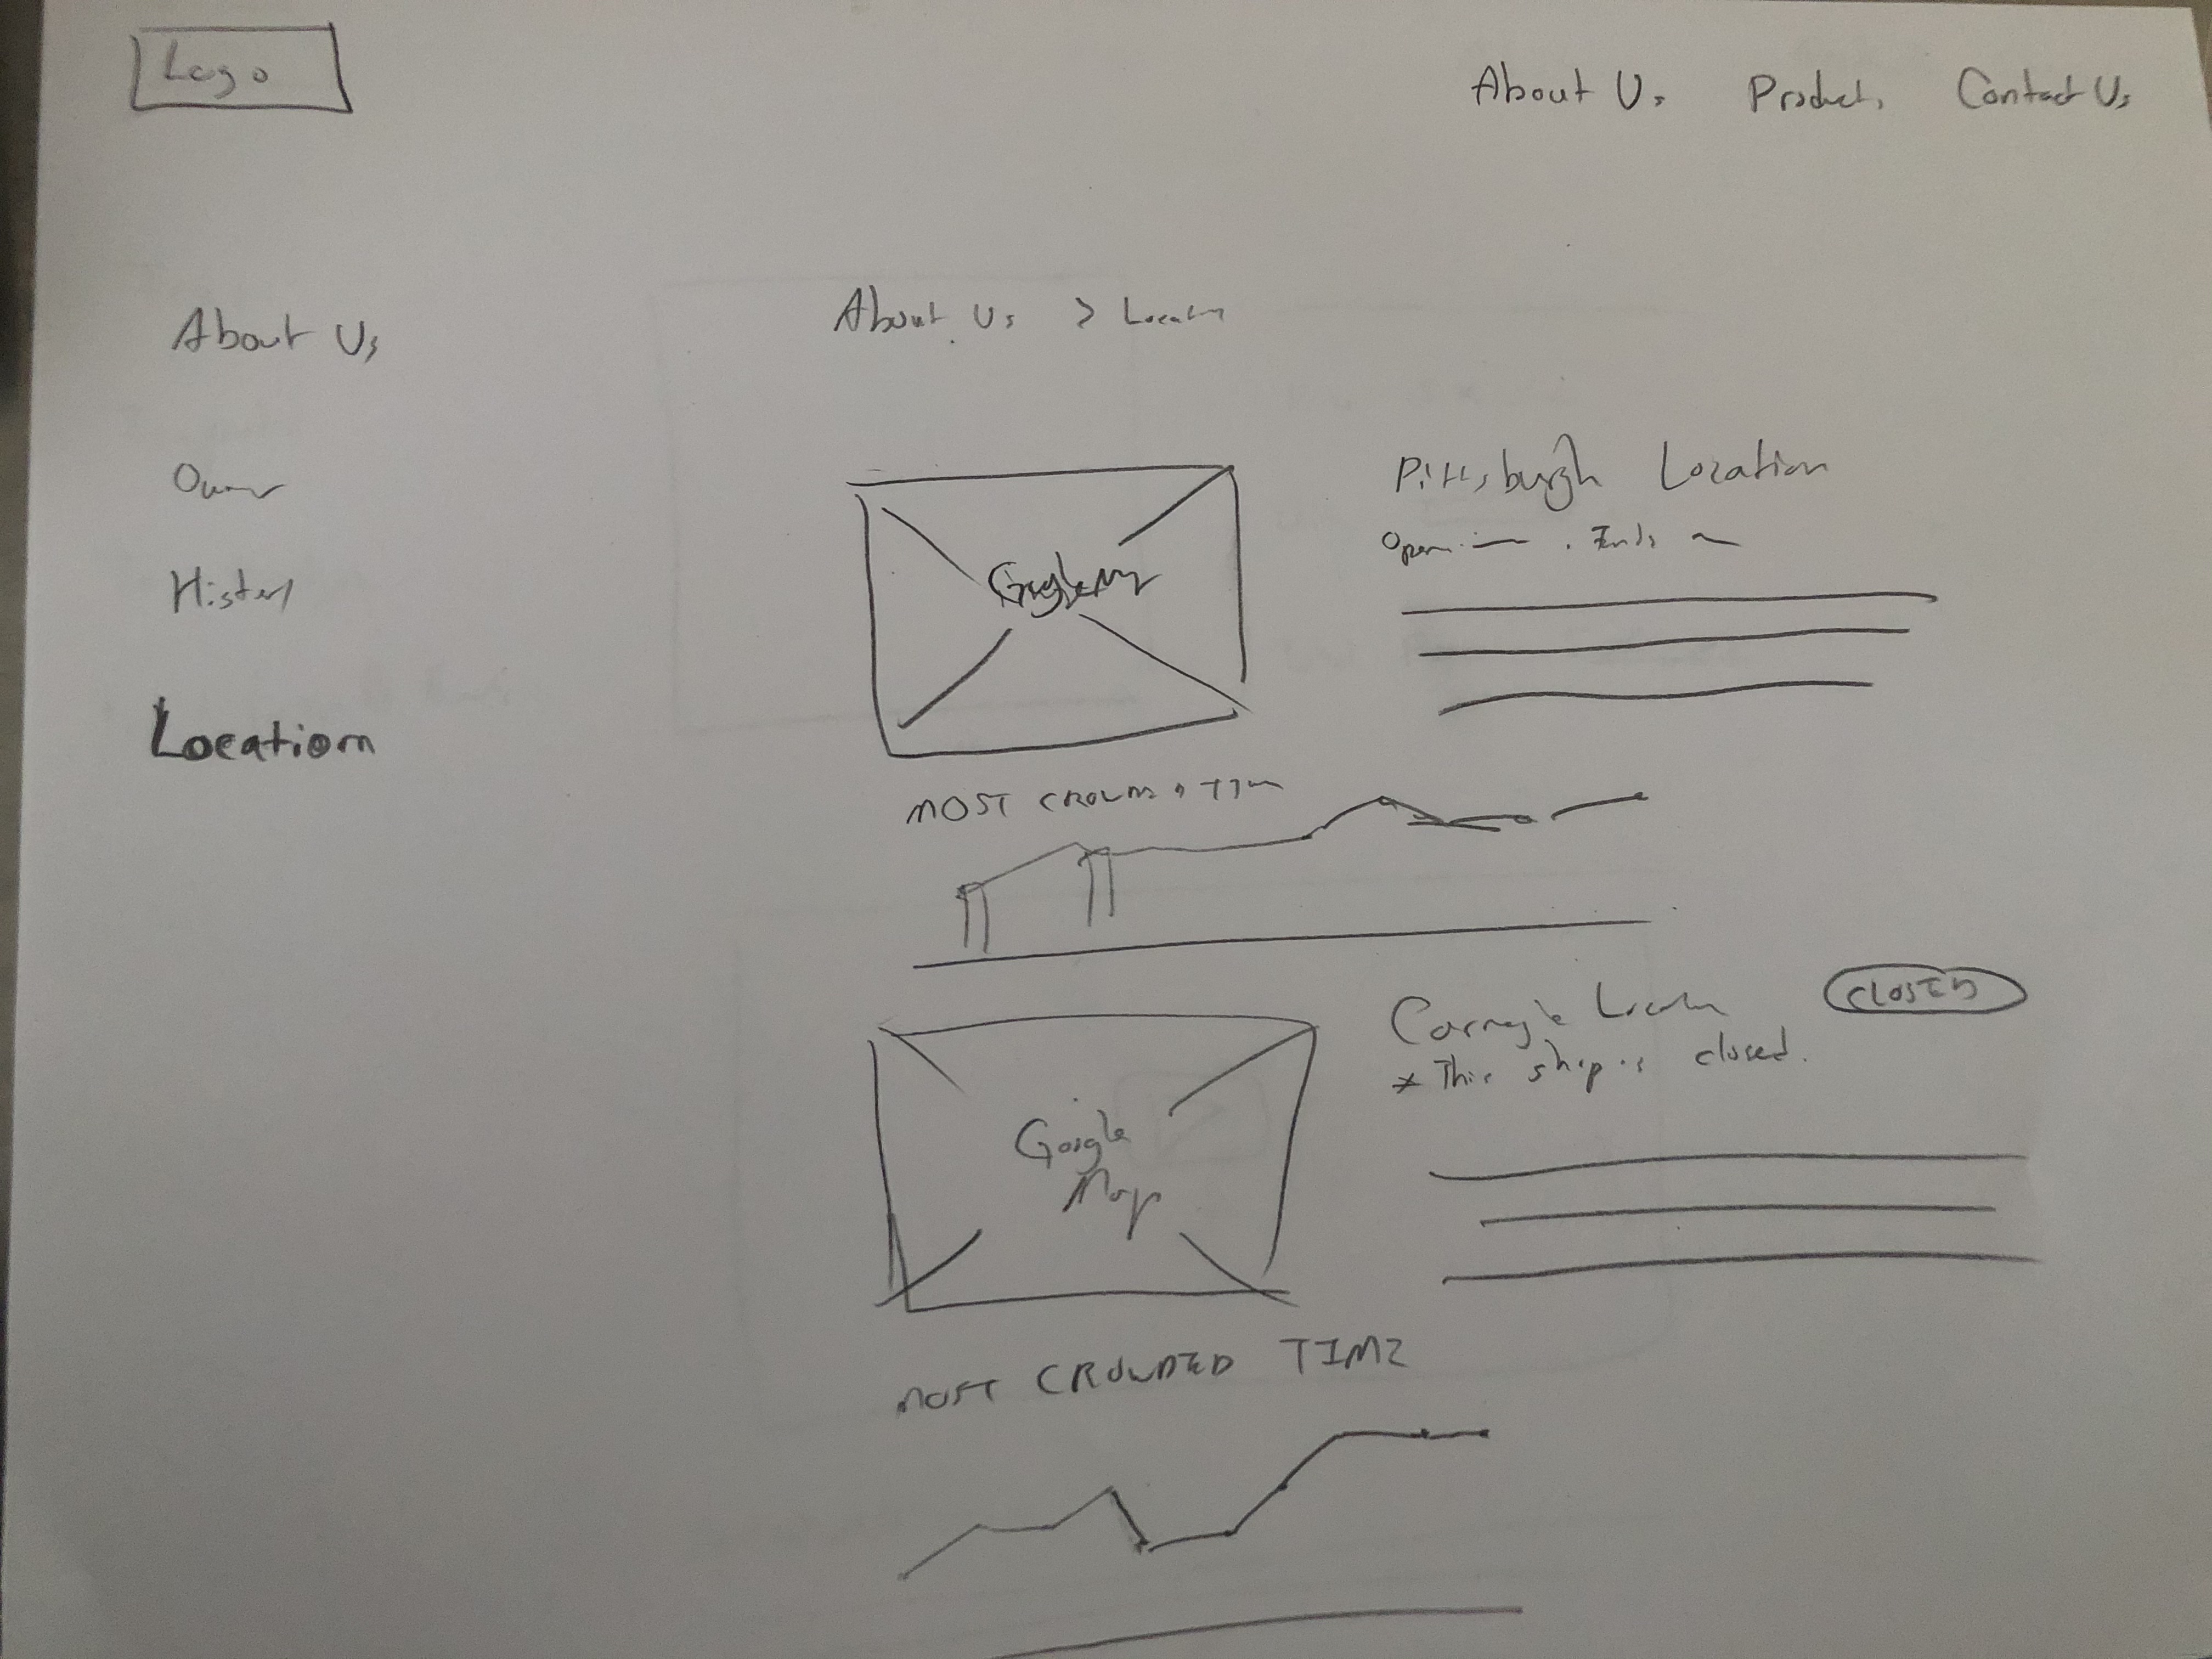 Logo
About Us Products Contact Us
About Us
About Us > Location
Owner
History
Location
Google Map
Pittsburgh Location
Open Ends
MOST CROWDED TIME
Google
Map
Carnegie Location CLOSED
* This shop is closed.
MOST CROWDED TIME